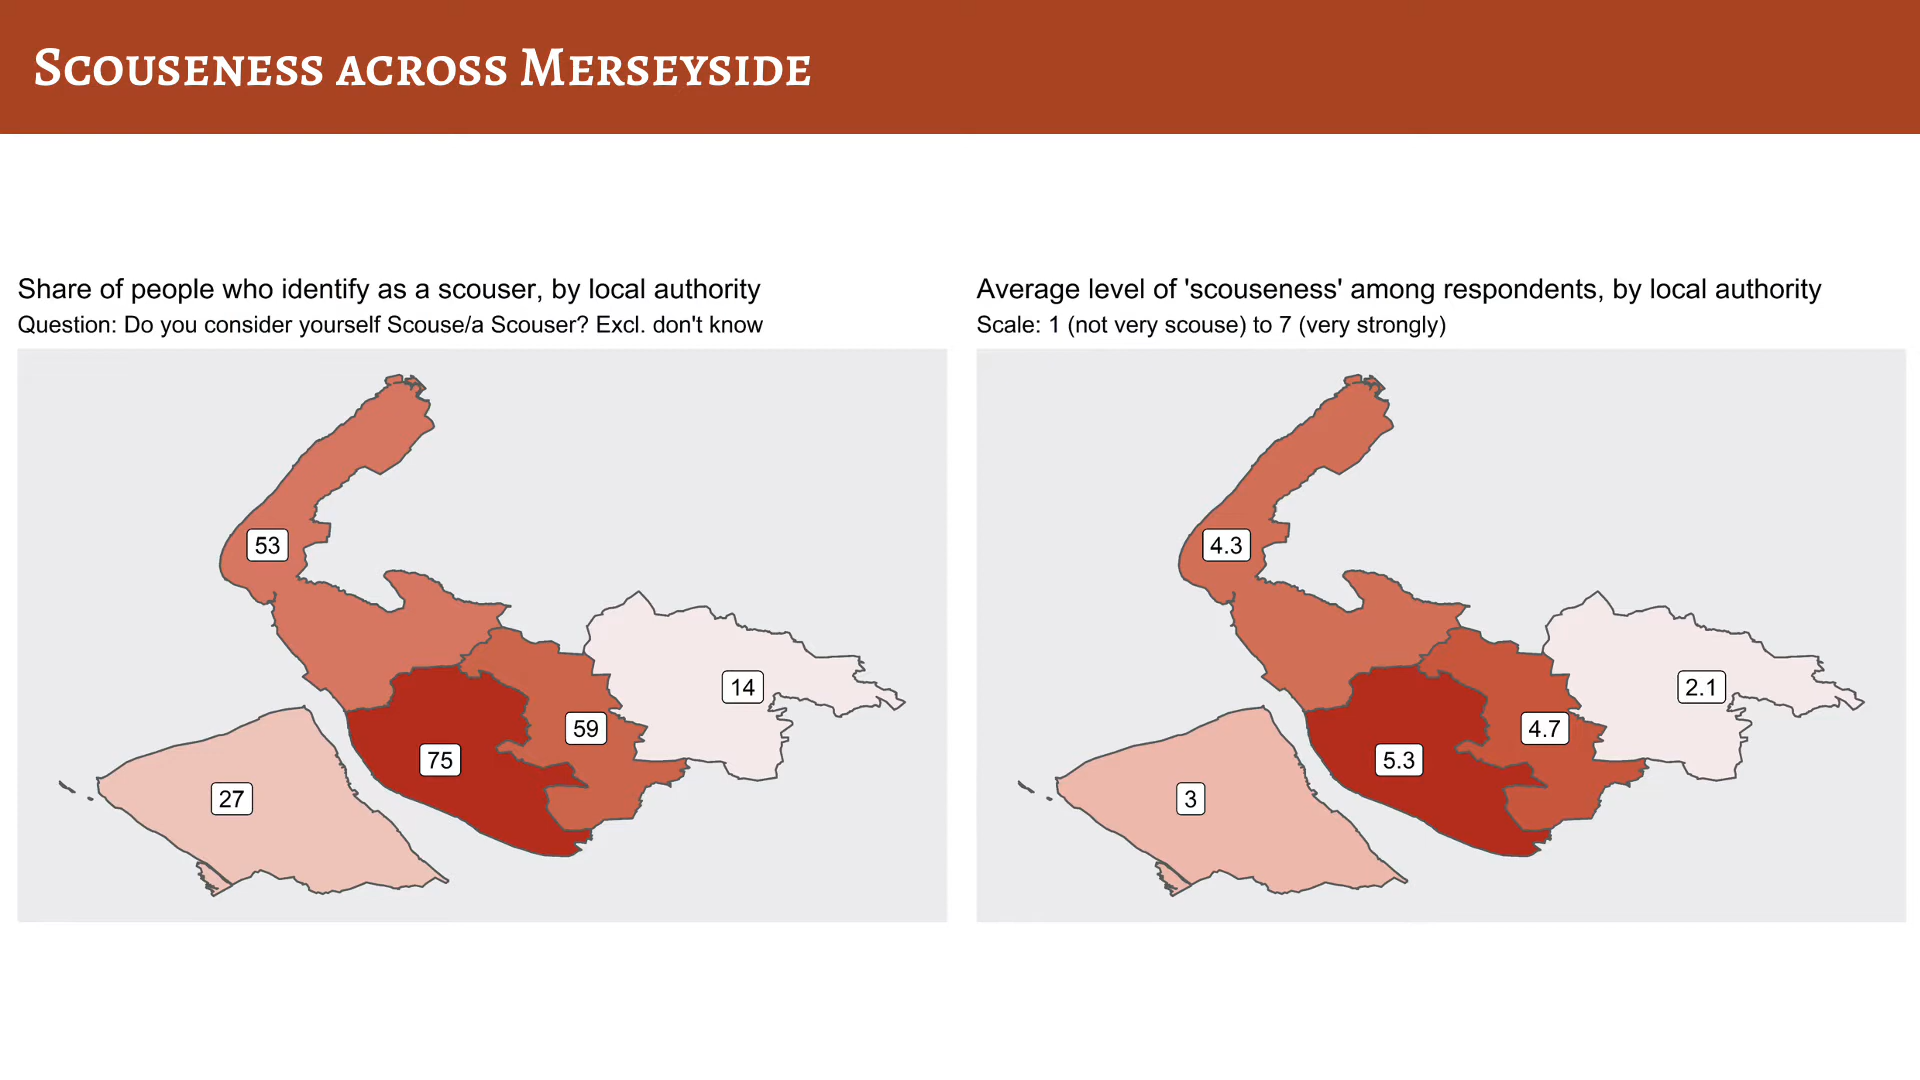 Scouseness across Merseyside
Share of people who identify as a scouser, by local authority
Question: Do you consider yourself Scouse/a Scouser? Excl. don't know
53
14
59
75
27
Average level of 'scouseness' among respondents, by local authority
Scale: 1 (not very scouse) to 7 (very strongly)
4.3
2.1
4.7
5.3
3